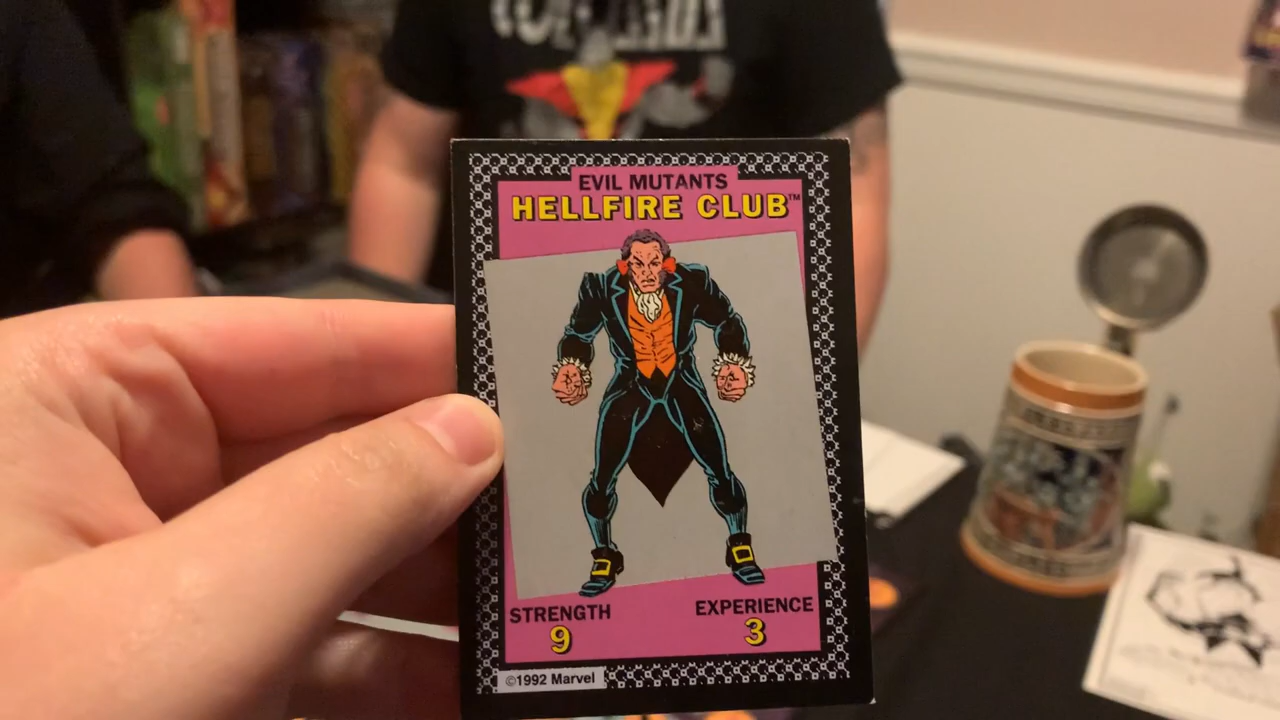 EVIL MUTANTS
HELLFIRE CLUB™
STRENGTH EXPERIENCE
9 3
©1992 Marvel